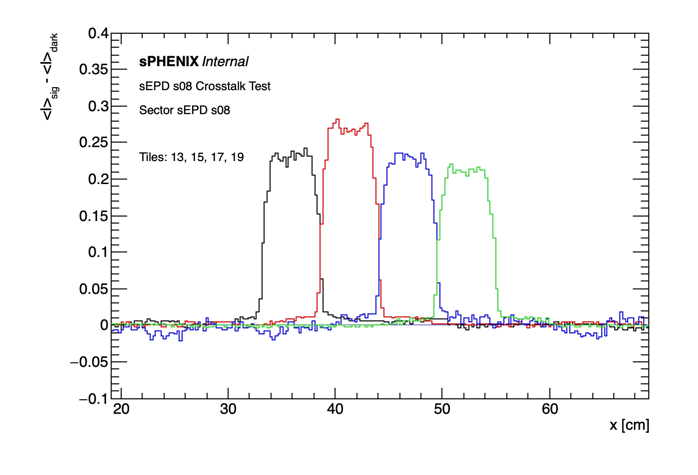 0.4
<I>sig - <I>dark
0.35
sPHENIX Internal
sEPD s08 Crosstalk Test
0.3
Sector sEPD s08
0.25
Tiles: 13, 15, 17, 19
0.2
0.15
0.1
0.05
0
−0.05
−0.1
20 30 40 50 60
x [cm]